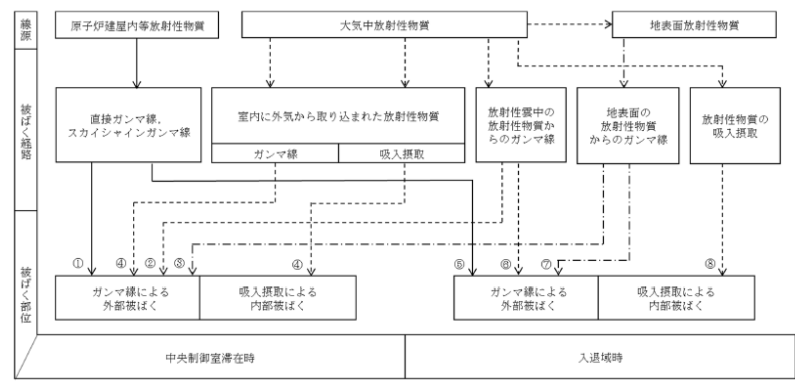 線源
原子炉建屋内等放射性物質
大気中放射性物質
地表面放射性物質
被ばく経路
直接ガンマ線，
スカイシャインガンマ線
室内に外気から取り込まれた放射性物質
ガンマ線
吸入摂取
放射性雲中の
放射性物質か
らのガンマ線
地表面の
放射性物質
からのガンマ線
放射性物質の
吸入摂取
被ばく部位
①
④
②
③
④
⑤
⑥
⑦
⑧
ガンマ線による
外部被ばく
吸入摂取による
内部被ばく
ガンマ線による
外部被ばく
吸入摂取による
内部被ばく
中央制御室滞在時
入退域時